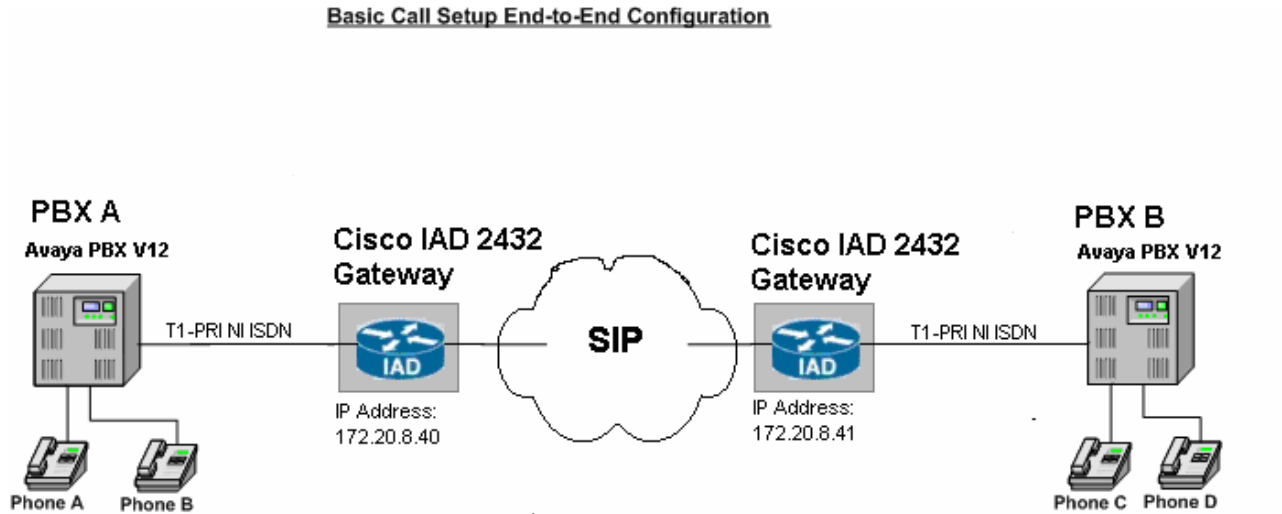 Basic Call Setup End-to-End Configuration
PBX A
Avaya PBX V12
T1-PRI NI ISDN
Cisco IAD 2432
Gateway
IAD
IP Address:
172.20.8.40
SIP
Cisco IAD 2432
Gateway
IAD
IP Address:
172.20.8.41
T1-PRI NI ISDN
PBX B
Avaya PBX V12
Phone A
Phone B
Phone C
Phone D